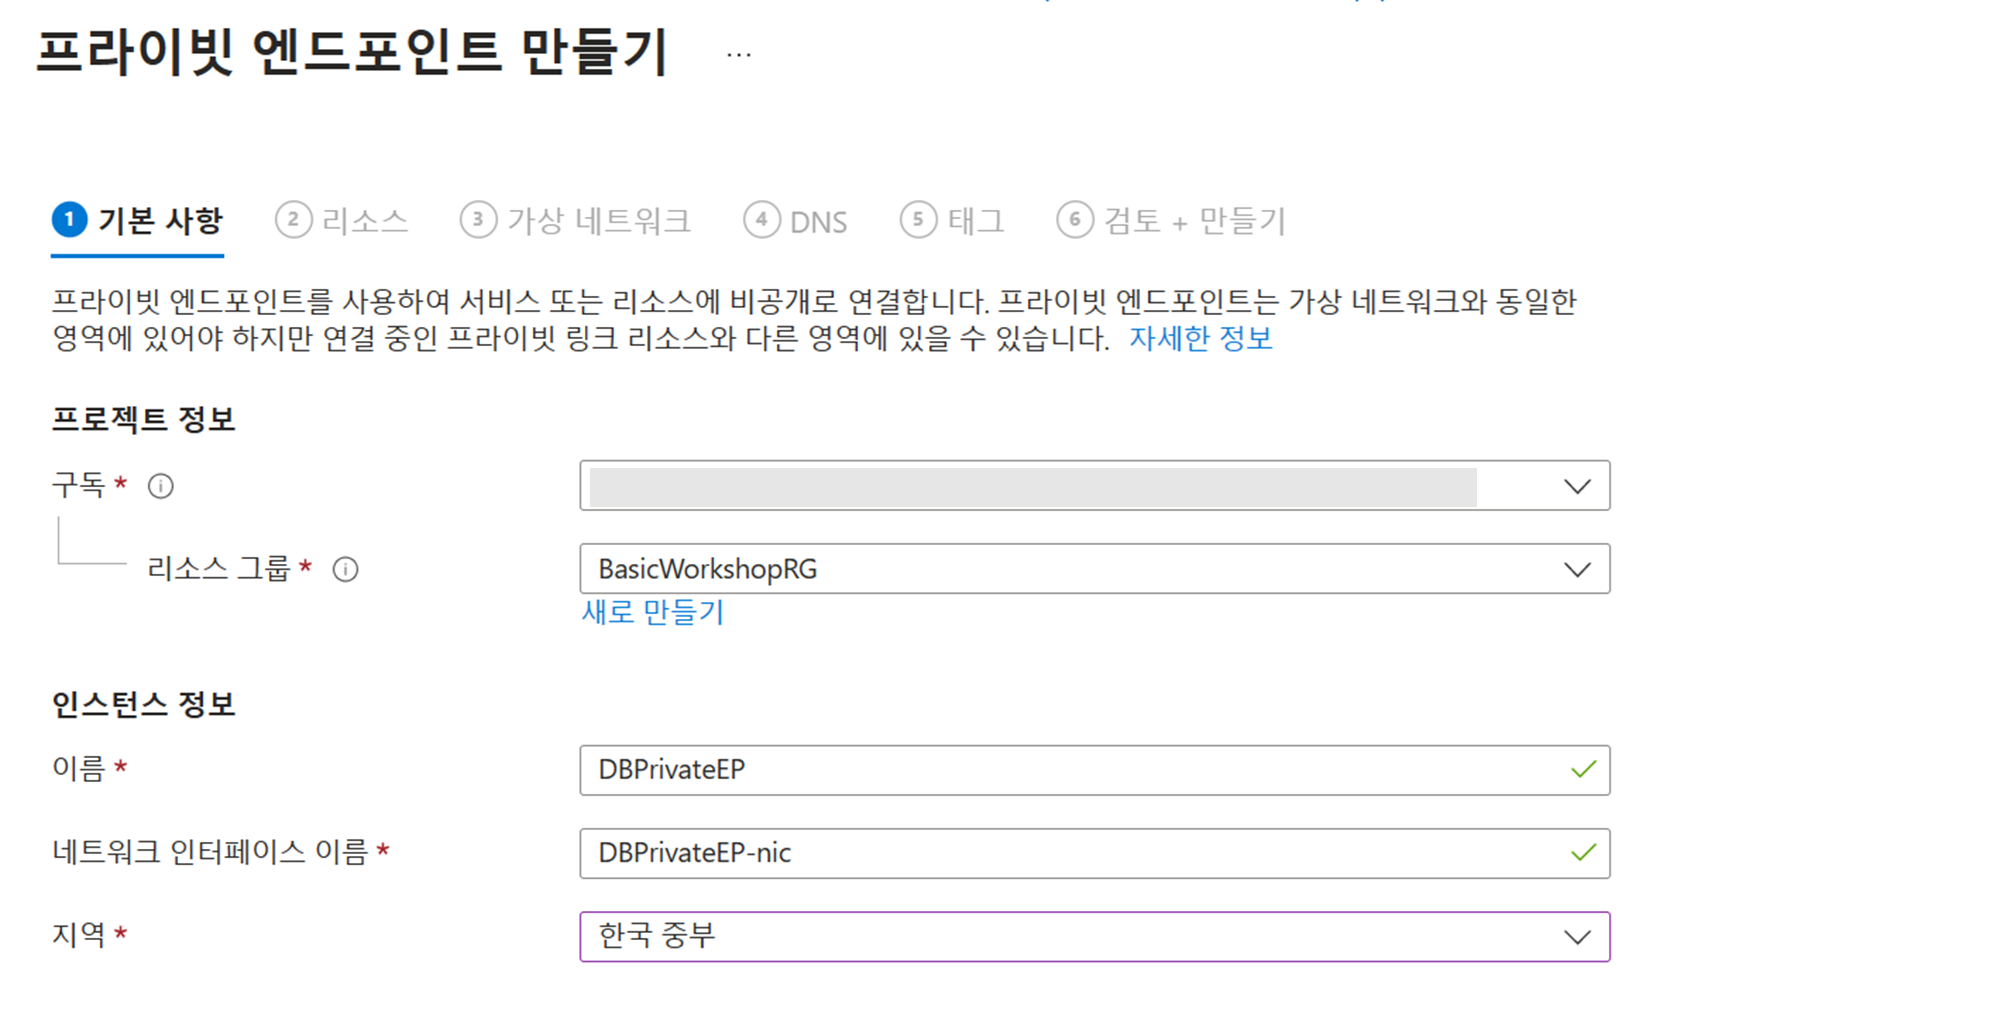 프라이빗 엔드포인트 만들기 ...
1 기본 사항 2 리소스 3 가상 네트워크 4 DNS 5 태그 6 검토 + 만들기
프라이빗 엔드포인트를 사용하여 서비스 또는 리소스에 비공개로 연결합니다. 프라이빗 엔드포인트는 가상 네트워크와 동일한
영역에 있어야 하지만 연결 중인 프라이빗 링크 리소스와 다른 영역에 있을 수 있습니다. 자세한 정보
프로젝트 정보
구독 *
리소스 그룹 * BasicWorkshopRG
새로 만들기
인스턴스 정보
이름 * DBPrivateEP
네트워크 인터페이스 이름 * DBPrivateEP-nic
지역 * 한국 중부